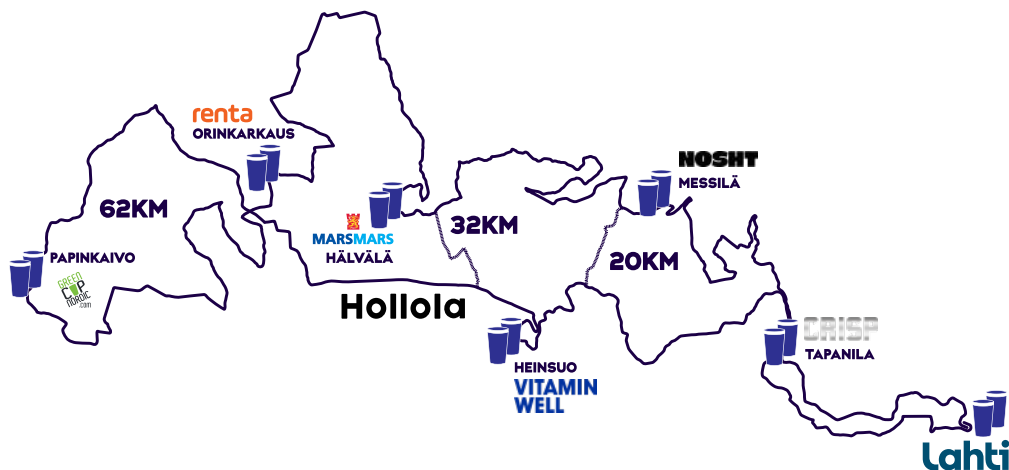 renta
ORINKARKAUS
NOSHT
MESSILÄ
62KM
32KM
MARSMARS
HÄLVÄLÄ
PAPINKAIVO
20KM
GREEN
CUP
NORDIC
.com
Hollola
CRISP
TAPANILA
HEINSUO
VITAMIN
WELL
Lahti